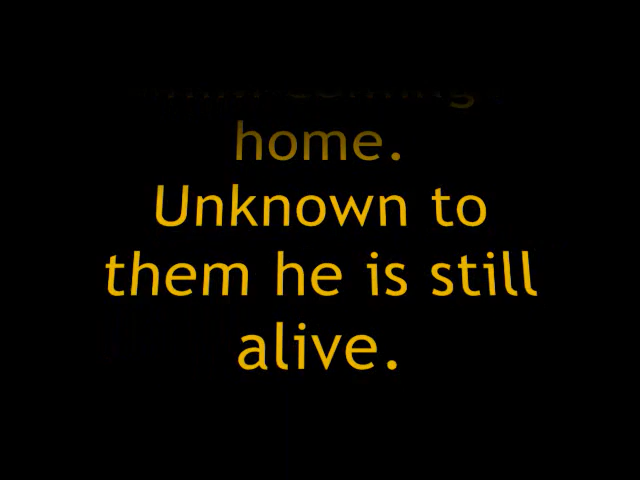 home.
Unknown to
them he is still
alive.